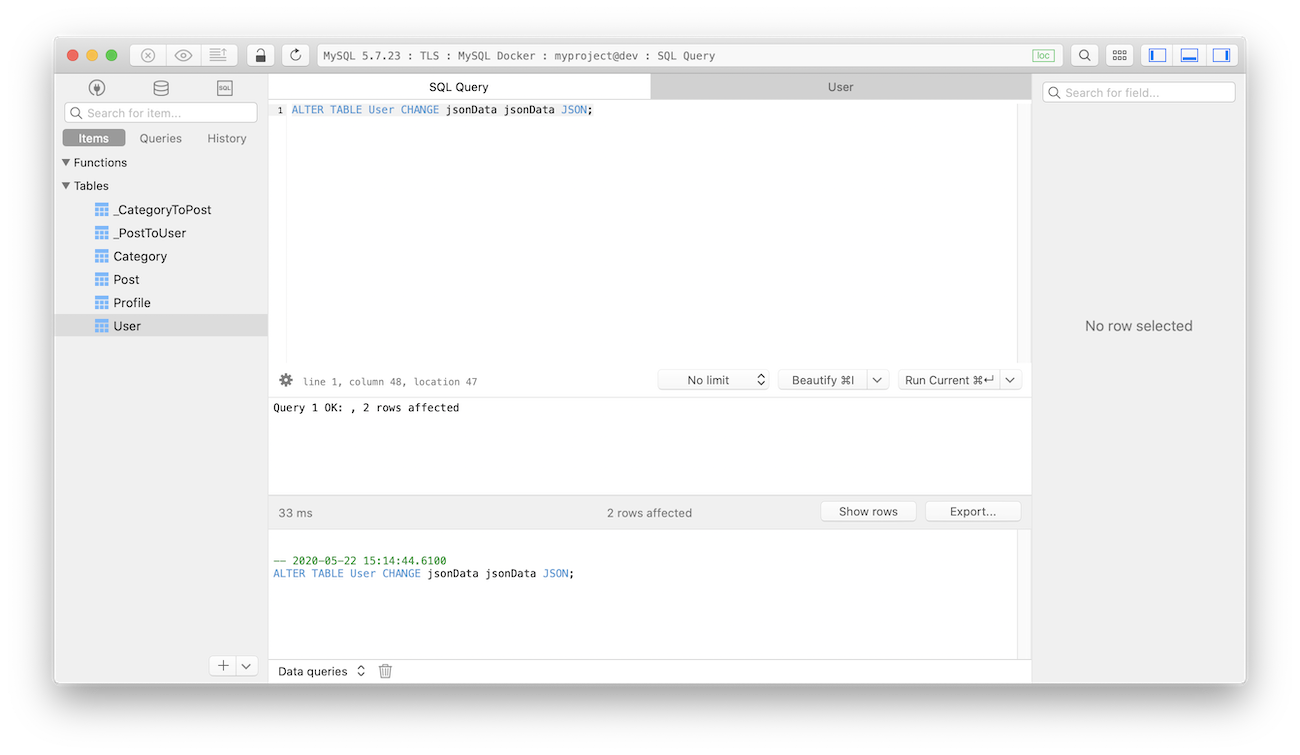 MySQL 5.7.23 : TLS : MySQL Docker : myproject@dev : SQL Query
loc
SQL
Search for item...
Items Queries History
Functions
Tables
_CategoryToPost
_PostToUser
Category
Post
Profile
User
SQL Query User
1 ALTER TABLE User CHANGE jsonData jsonData JSON;
line 1, column 48, location 47
No limit
Beautify ⌘I
Run Current ⌘↵
Query 1 OK: , 2 rows affected
33 ms
2 rows affected
Show rows
Export...
-- 2020-05-22 15:14:44.6100
ALTER TABLE User CHANGE jsonData jsonData JSON;
Data queries
Search for field...
No row selected